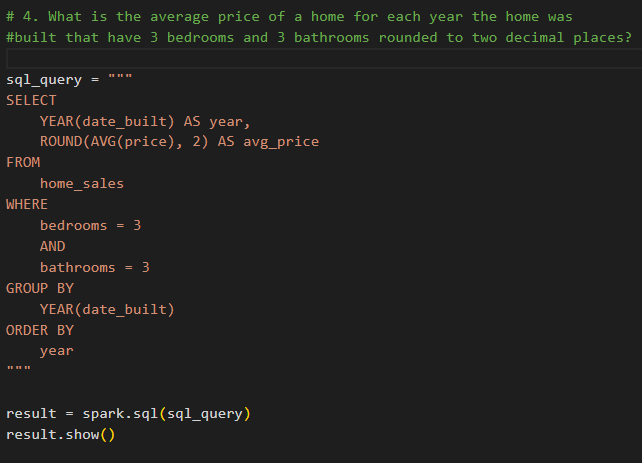 # 4. What is the average price of a home for each year the home was
#built that have 3 bedrooms and 3 bathrooms rounded to two decimal places?
sql_query = """
SELECT
    YEAR(date_built) AS year,
    ROUND(AVG(price), 2) AS avg_price
FROM
    home_sales
WHERE
    bedrooms = 3
    AND
    bathrooms = 3
GROUP BY
    YEAR(date_built)
ORDER BY
    year
"""
result = spark.sql(sql_query)
result.show()